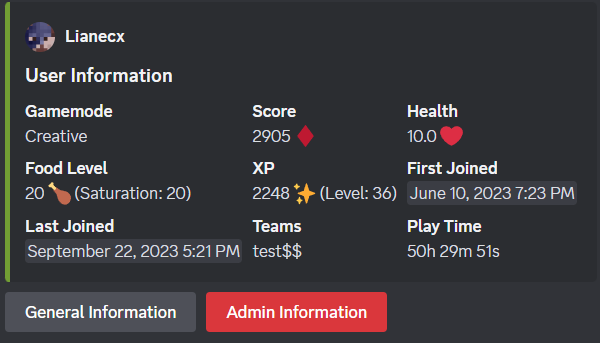 Lianecx
User Information
Gamemode Score Health
Creative 2905 10.0
Food Level XP First Joined
20 (Saturation: 20) 2248 (Level: 36) June 10, 2023 7:23 PM
Last Joined Teams Play Time
September 22, 2023 5:21 PM test$$ 50h 29m 51s
General Information Admin Information